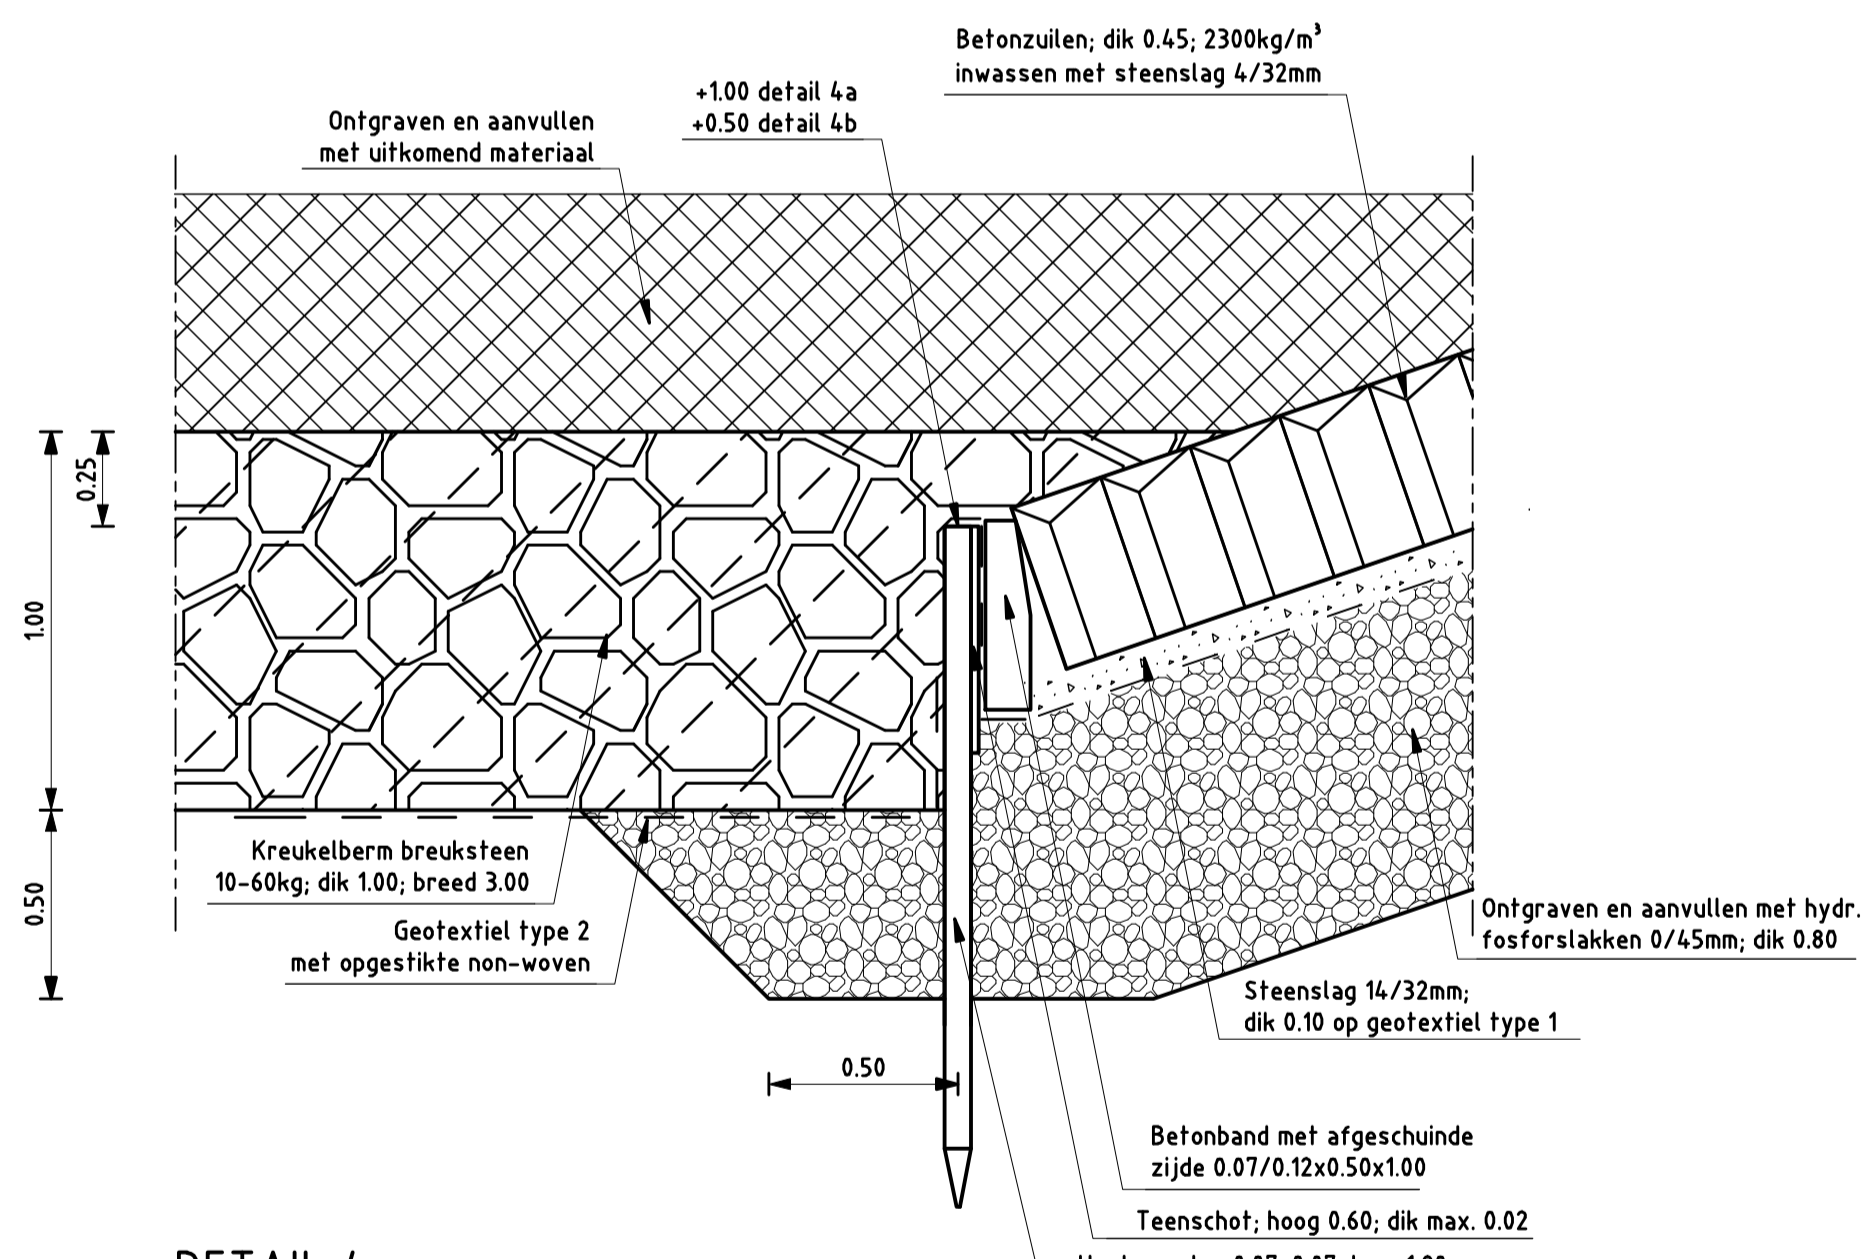 Betonzuilen; dik 0.45; 2300kg/m³
inwassen met steenslag 4/32mm
+1.00 detail 4a
+0.50 detail 4b
Ontgraven en aanvullen
met uitkomend materiaal
0.25
1.00
0.50
Kreukelberm breuksteen
10-60kg; dik 1.00; breed 3.00
Geotextiel type 2
met opgestikte non-woven
Ontgraven en aanvullen met hydr.
fosforslakken 0/45mm; dik 0.80
Steenslag 14/32mm;
dik 0.10 op geotextiel type 1
0.50
Betonband met afgeschuinde
zijde 0.07/0.12x0.50x1.00
Teenschot; hoog 0.60; dik max. 0.02
DETAIL 4